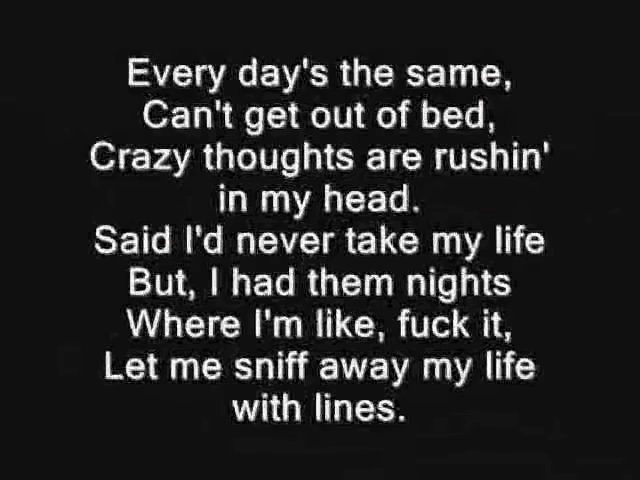 Every day's the same,
Can't get out of bed,
Crazy thoughts are rushin'
in my head.
Said I'd never take my life
But, I had them nights
Where I'm like, fuck it,
Let me sniff away my life
with lines.